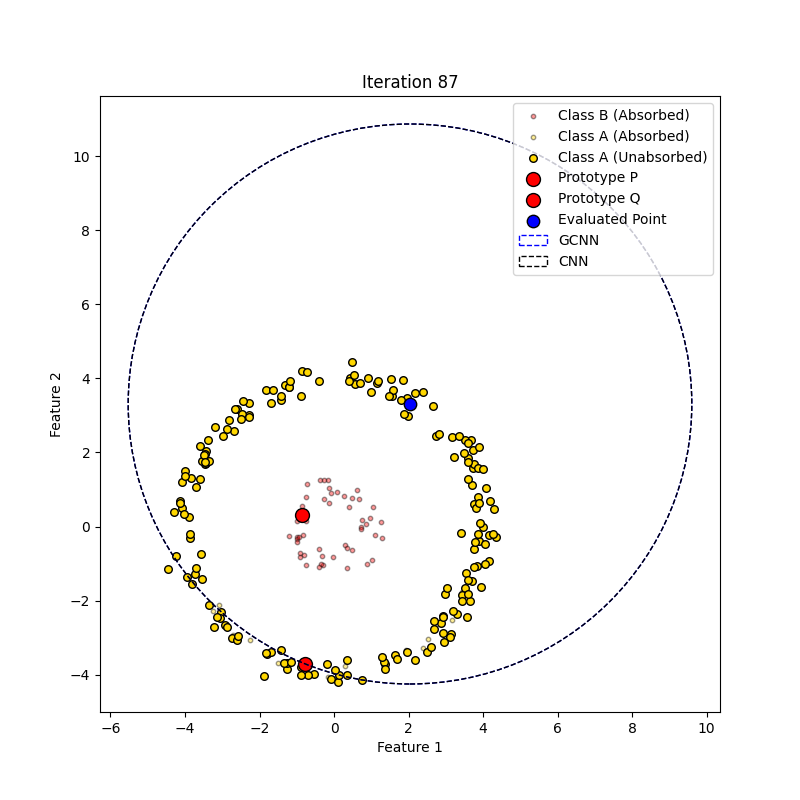 Iteration 87
Class B (Absorbed)
Class A (Absorbed)
Class A (Unabsorbed)
Prototype P
Prototype Q
Evaluated Point
GCNN
CNN
10
8
6
4
2
0
−2
−4
Feature 2
−6 −4 −2 0 2 4 6 8 10
Feature 1